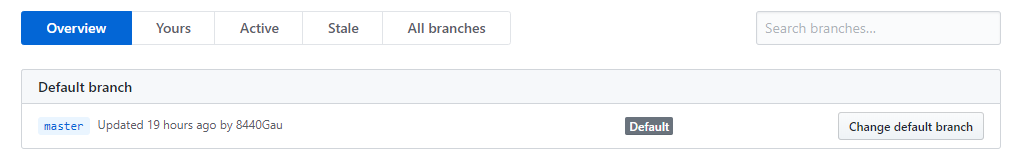 Overview Yours Active Stale All branches Search branches...
Default branch
master Updated 19 hours ago by 8440Gau Default Change default branch